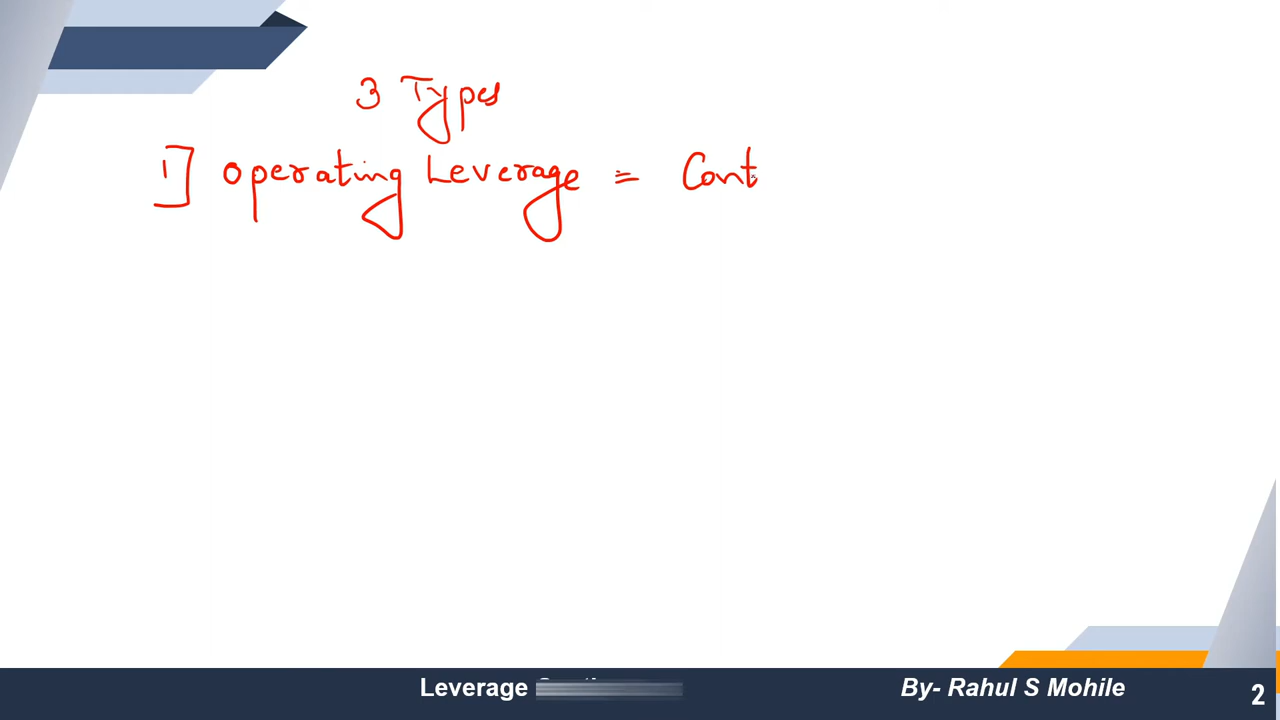 3 Types
1] Operating Leverage = Cont
Leverage
By- Rahul S Mohile
2